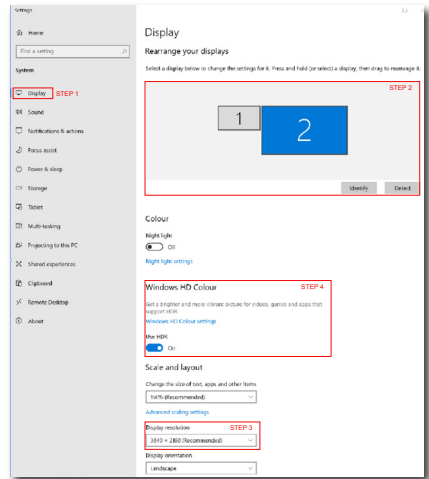 Settings
Home
Find a setting
System
Display STEP 1
Sound
Notifications & actions
Focus assist
Power & sleep
Storage
Tablet
Multi-tasking
Projecting to this PC
Shared experiences
Clipboard
Remote Desktop
About
Display
Rearrange your displays
Select a display below to change the settings for it. Press and hold (or select) a display, then drag to rearrange it.
STEP 2
1
2
Identify Detect
Colour
Night light
Off
Night light settings
Windows HD Colour STEP 4
Get a brighter and more vibrant picture for videos, games and apps that
support HDR.
Windows HD Colour settings
Use HDR
On
Scale and layout
Change the size of text, apps and other items
(Recommended)
Advanced scaling settings
Display resolution STEP 3
3840 × 2160 (Recommended)
Display orientation
Landscape